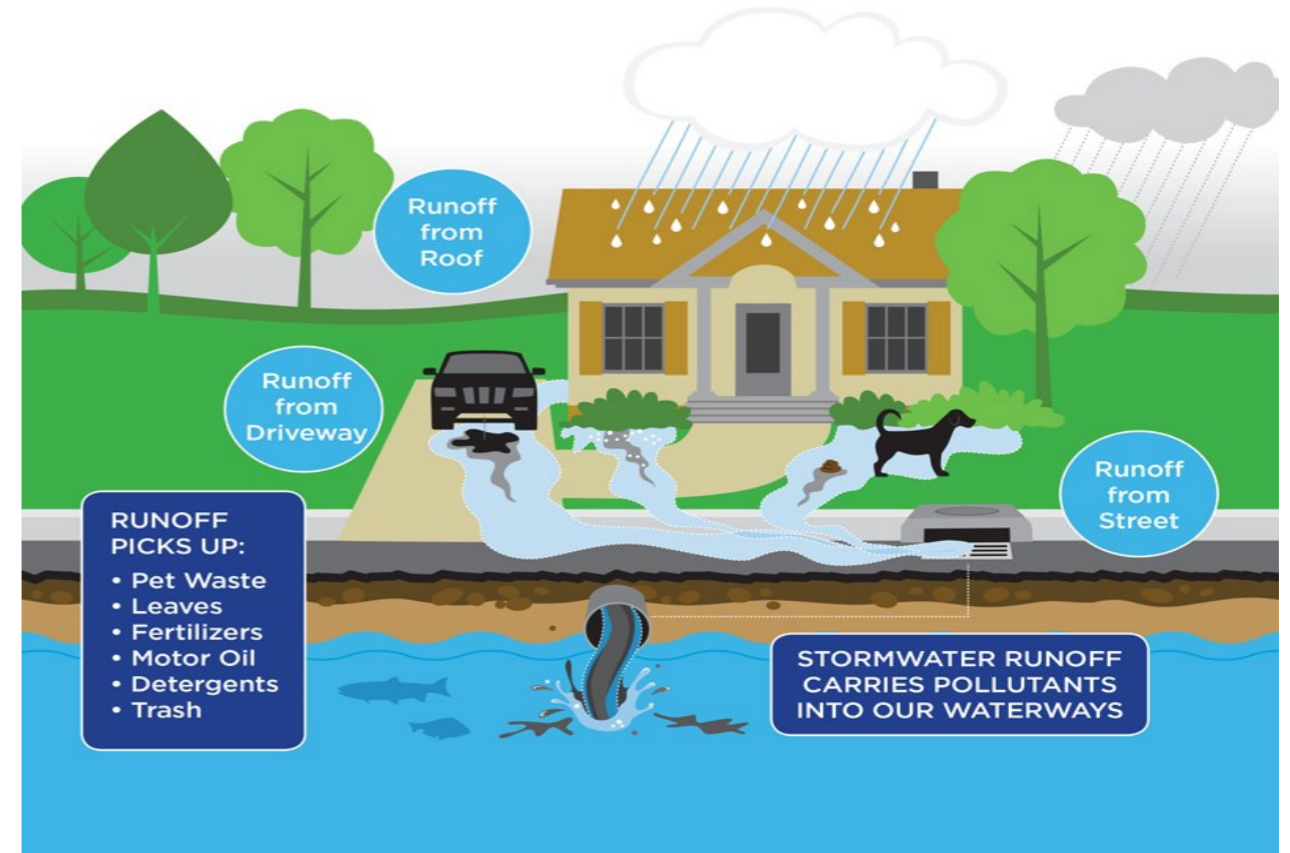 Runoff
from
Roof
Runoff
from
Driveway
Runoff
from
Street
RUNOFF
PICKS UP:
• Pet Waste
• Leaves
• Fertilizers
• Motor Oil
• Detergents
• Trash
STORMWATER RUNOFF
CARRIES POLLUTANTS
INTO OUR WATERWAYS